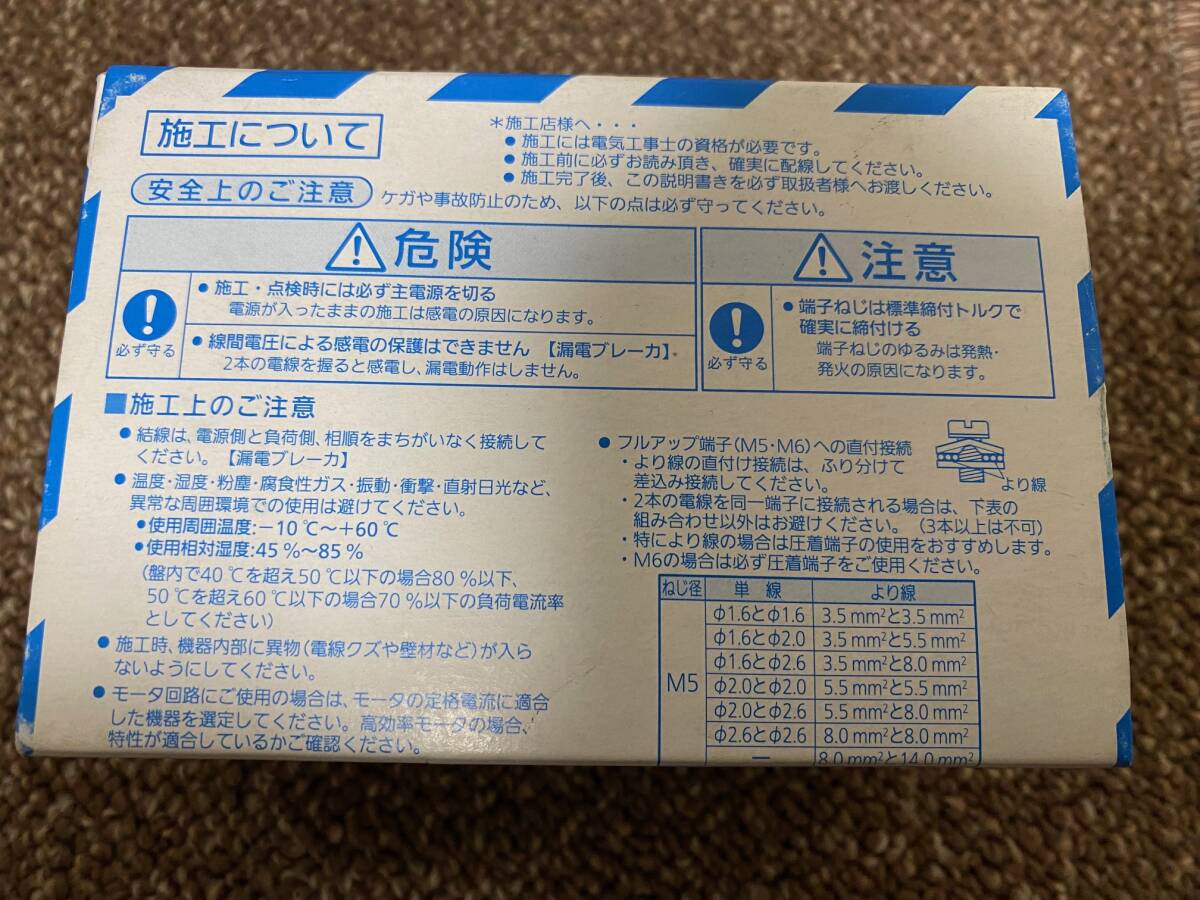 施工について
＊施工店様へ・・・
● 施工には電気工事士の資格が必要です。
● 施工前に必ずお読み頂き、確実に配線してください。
● 施工完了後、この説明書きを必ず取扱者様へお渡しください。
安全上のご注意 ケガや事故防止のため、以下の点は必ず守ってください。
危険
必ず守る
● 施工・点検時には必ず主電源を切る
電源が入ったままの施工は感電の原因になります。
● 線間電圧による感電の保護はできません 【漏電ブレーカ】
2本の電線を握ると感電し、漏電動作はしません。
注意
必ず守る
● 端子ねじは標準締付トルクで
確実に締付ける
端子ねじのゆるみは発熱・
発火の原因になります。
■施工上のご注意
● 結線は、電源側と負荷側、相順をまちがいなく接続して
ください。【漏電ブレーカ】
● 温度・湿度・粉塵・腐食性ガス・振動・衝撃・直射日光など、
異常な周囲環境での使用は避けてください。
●使用周囲温度:－10℃～+60℃
●使用相対湿度:45％～85％
(盤内で40℃を超え50℃以下の場合80％以下、
50℃を超え60℃以下の場合70％以下の負荷電流率
としてください)
● 施工時、機器内部に異物(電線クズや壁材など)が入ら
ないようにしてください。
● モータ回路にご使用の場合は、モータの定格電流に適合
した機器を選定してください。高効率モータの場合、
特性が適合しているかご確認ください。
● フルアップ端子(M5・M6)への直付接続
・より線の直付け接続は、ふり分けて
差込み接続してください。
より線
・2本の電線を同一端子に接続される場合は、下表の
組み合わせ以外はお避けください。(3本以上は不可)
・特により線の場合は圧着端子の使用をおすすめします。
・M6の場合は必ず圧着端子をご使用ください。
ねじ径 単線 より線
M5
φ1.6とφ1.6 3.5mm²と3.5mm²
φ1.6とφ2.0 3.5mm²と5.5mm²
φ1.6とφ2.6 3.5mm²と8.0mm²
φ2.0とφ2.0 5.5mm²と5.5mm²
φ2.0とφ2.6 5.5mm²と8.0mm²
φ2.6とφ2.6 8.0mm²と8.0mm²
― 8.0mm²と14.0mm²